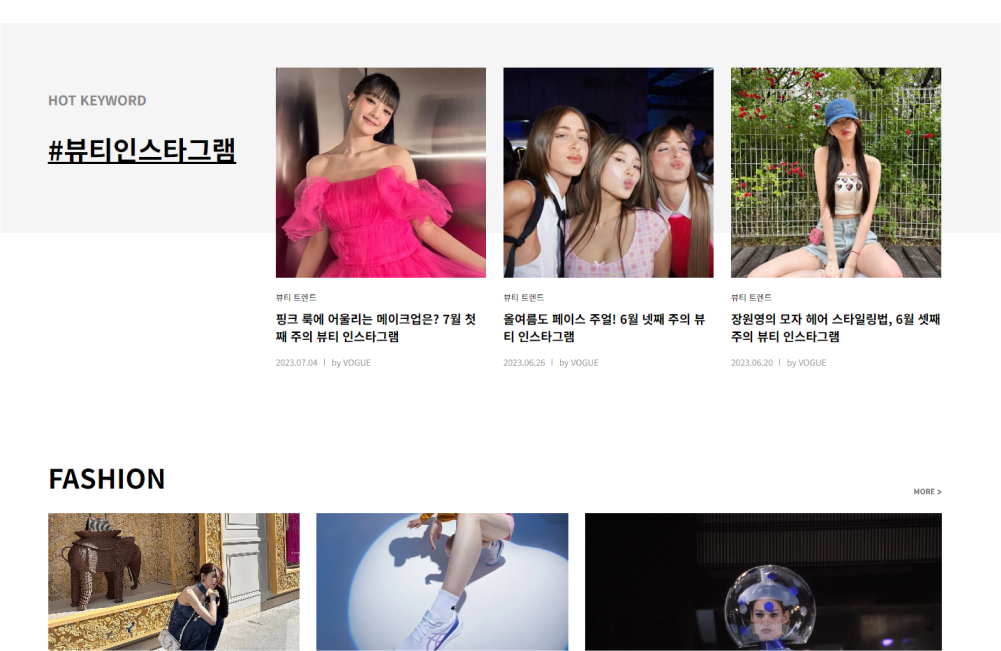 HOT KEYWORD
#뷰티인스타그램
뷰티 트렌드
핑크 룩에 어울리는 메이크업은? 7월 첫
째 주의 뷰티 인스타그램
2023.07.04 | by VOGUE
뷰티 트렌드
올여름도 페이스 주얼! 6월 넷째 주의 뷰
티 인스타그램
2023.06.26 | by VOGUE
뷰티 트렌드
장원영의 모자 헤어 스타일링법, 6월 셋째
주의 뷰티 인스타그램
2023.06.20 | by VOGUE
FASHION
MORE >